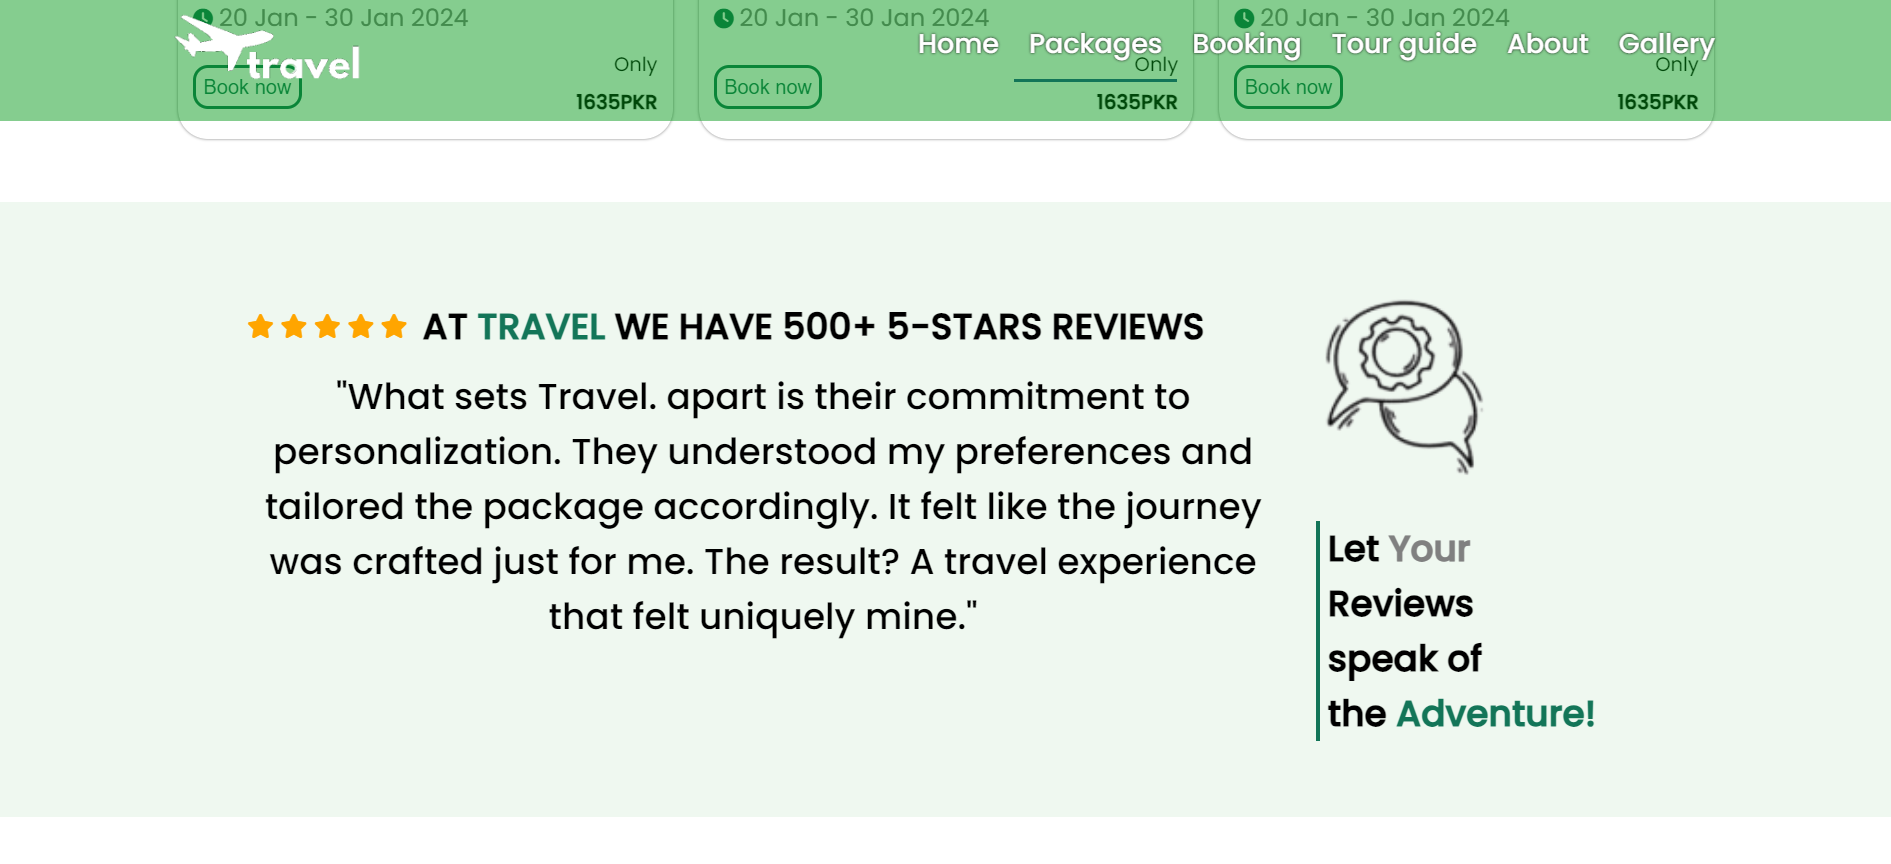 20 Jan - 30 Jan 2024
20 Jan - 30 Jan 2024
20 Jan - 30 Jan 2024
travel
Home Packages Booking Tour guide About Gallery
Only
Only
Only
Book now
Book now
Book now
1635PKR
1635PKR
1635PKR
AT TRAVEL WE HAVE 500+ 5-STARS REVIEWS
"What sets Travel. apart is their commitment to
personalization. They understood my preferences and
tailored the package accordingly. It felt like the journey
was crafted just for me. The result? A travel experience
that felt uniquely mine."
Let Your
Reviews
speak of
the Adventure!